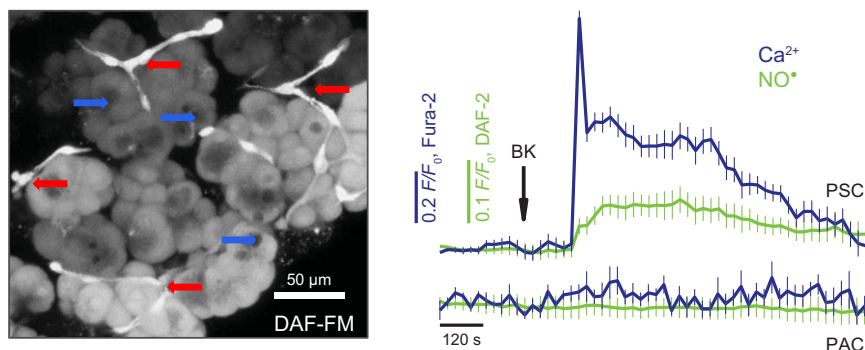 50 µm
DAF-FM
0.2 F/F₀, Fura-2
0.1 F/F₀, DAF-2
BK
Ca²⁺
NO•
PSC
120 s
PAC